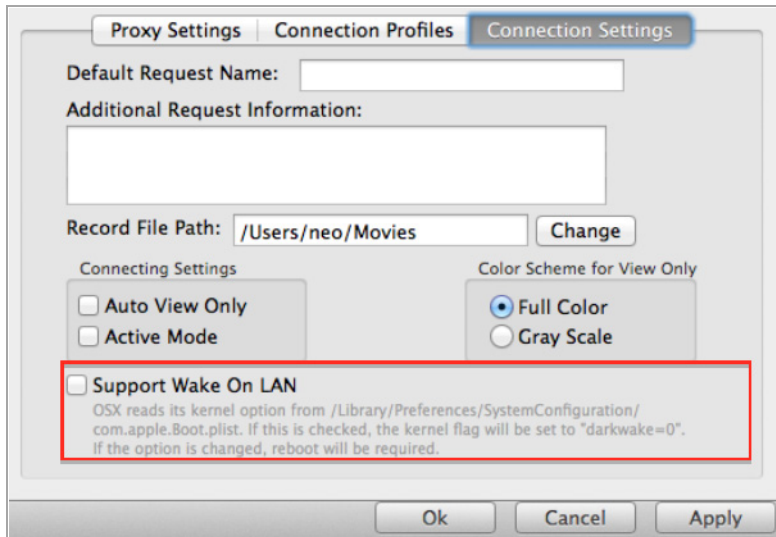 Proxy Settings Connection Profiles Connection Settings
Default Request Name:
Additional Request Information:
Record File Path: /Users/neo/Movies Change
Connecting Settings Color Scheme for View Only
Auto View Only Full Color
Active Mode Gray Scale
Support Wake On LAN
OSX reads its kernel option from /Library/Preferences/SystemConfiguration/
com.apple.Boot.plist. If this is checked, the kernel flag will be set to "darkwake=0".
If the option is changed, reboot will be required.
Ok Cancel Apply